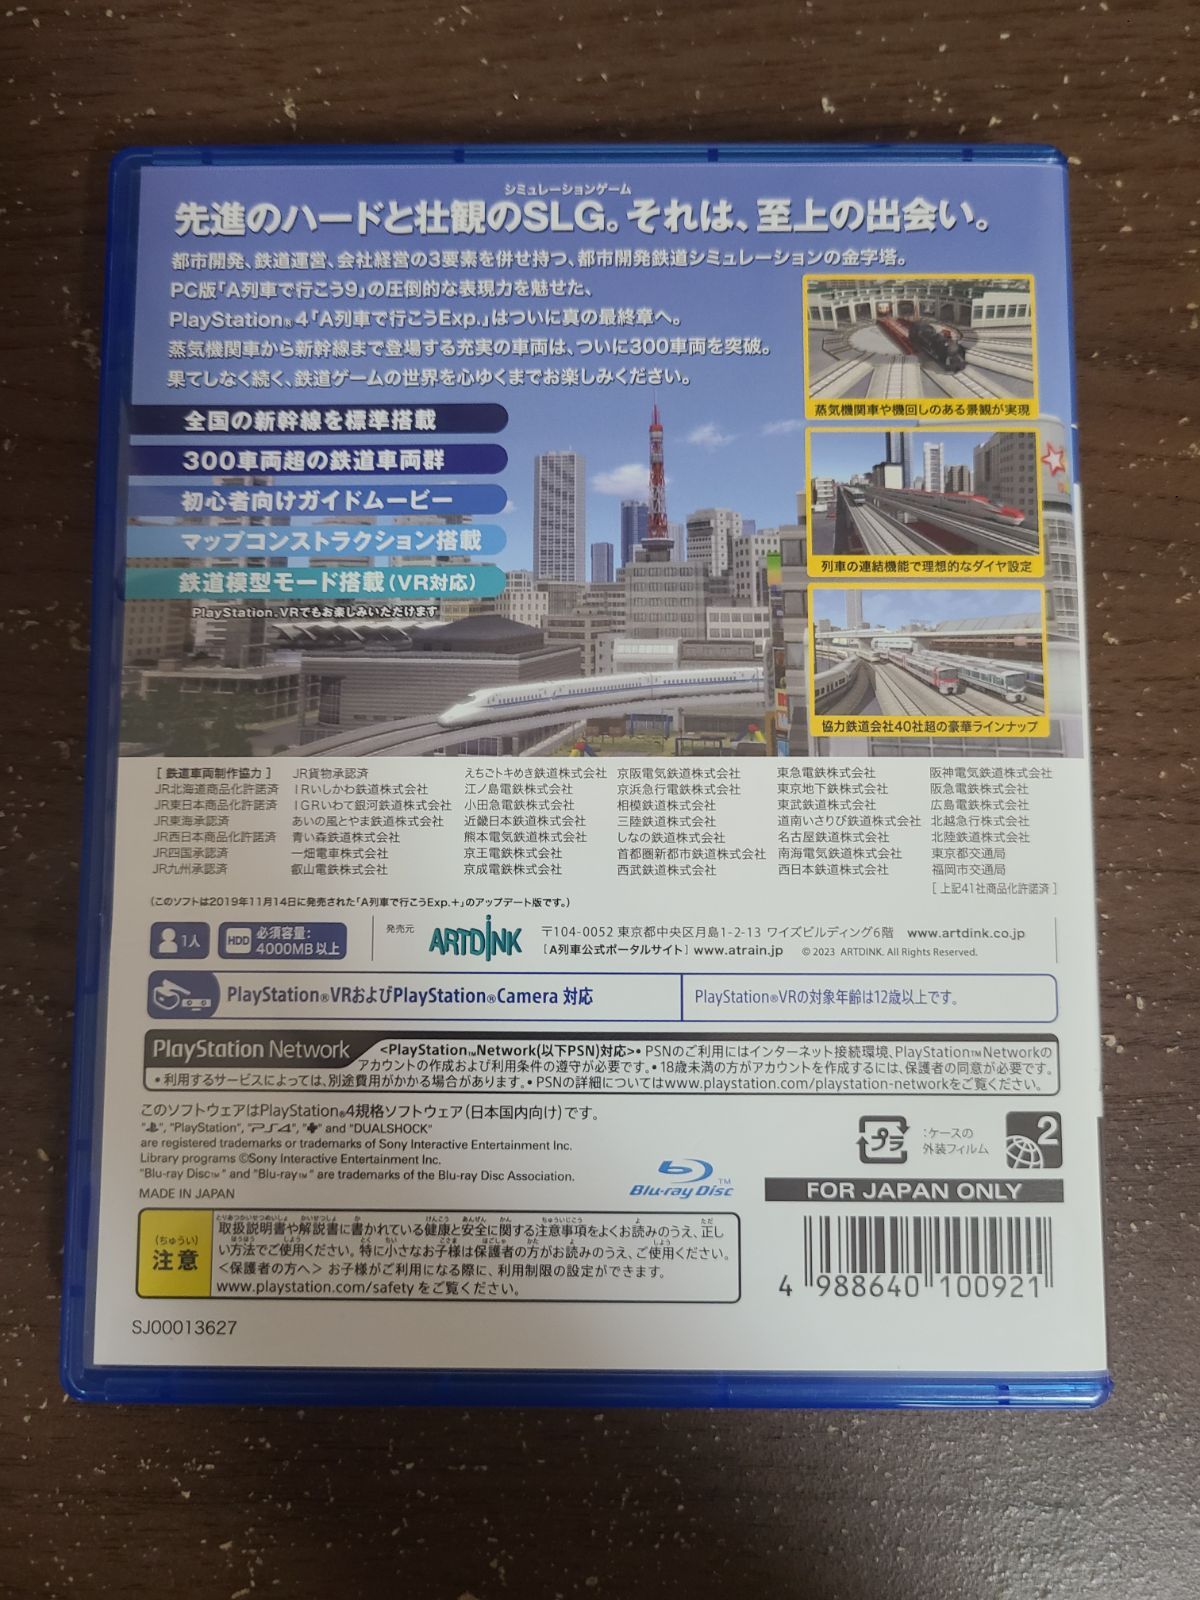 シミュレーションゲーム
先進のハードと壮観のSLG。それは、至上の出会い。
都市開発、鉄道運営、会社経営の3要素を併せ持つ、都市開発鉄道シミュレーションの金字塔。
PC版「A列車で行こう9」の圧倒的な表現力を魅せた、
PlayStation®4「A列車で行こうExp.」はついに真の最終章へ。
蒸気機関車から新幹線まで登場する充実の車両は、ついに300車両を突破。
果てしなく続く、鉄道ゲームの世界を心ゆくまでお楽しみください。
全国の新幹線を標準搭載
300車両超の鉄道車両群
初心者向けガイドムービー
マップコンストラクション搭載
鉄道模型モード搭載(VR対応)
PlayStation®VRでもお楽しみいただけます
蒸気機関車や機回しのある景観が実現
列車の連結機能で理想的なダイヤ設定
協力鉄道会社40社超の豪華ラインナップ
[ 鉄道車両制作協力 ]
JR北海道商品化許諾済
JR東日本商品化許諾済
JR東海承認済
JR西日本商品化許諾済
JR四国承認済
JR九州承認済
JR貨物承認済
IRいしかわ鉄道株式会社
IGRいわて銀河鉄道株式会社
あいの風とやま鉄道株式会社
青い森鉄道株式会社
一畑電車株式会社
叡山電鉄株式会社
えちごトキめき鉄道株式会社
江ノ島電鉄株式会社
小田急電鉄株式会社
近畿日本鉄道株式会社
熊本電気鉄道株式会社
京王電鉄株式会社
京成電鉄株式会社
京阪電気鉄道株式会社
京浜急行電鉄株式会社
相模鉄道株式会社
三陸鉄道株式会社
しなの鉄道株式会社
首都圏新都市鉄道株式会社
西武鉄道株式会社
東急電鉄株式会社
東京地下鉄株式会社
東武鉄道株式会社
道南いさりび鉄道株式会社
名古屋鉄道株式会社
南海電気鉄道株式会社
西日本鉄道株式会社
阪神電気鉄道株式会社
阪急電鉄株式会社
広島電鉄株式会社
北越急行株式会社
北陸鉄道株式会社
東京都交通局
福岡市交通局
[ 上記41社商品化許諾済 ]
(このソフトは2019年11月14日に発売された「A列車で行こうExp.+」のアップデート版です。)
1人
HDD
必須容量:
4000MB以上
発売元
ARTDINK
〒104-0052 東京都中央区月島1-2-13 ワイズビルディング6階 www.artdink.co.jp
[A列車公式ポータルサイト] www.atrain.jp © 2023 ARTDINK. All Rights Reserved.
PlayStation®VRおよびPlayStation®Camera 対応
PlayStation®VRの対象年齢は12歳以上です。
PlayStation Network
<PlayStation™Network(以下PSN)対応>• PSNのご利用にはインターネット接続環境、PlayStation™Networkの
アカウントの作成および利用条件の遵守が必要です。• 18歳未満の方がアカウントを作成するには、保護者の同意が必要です。
• 利用するサービスによっては、別途費用がかかる場合があります。• PSNの詳細についてはwww.playstation.com/playstation-networkをご覧ください。
このソフトウェアはPlayStation®4規格ソフトウェア(日本国内向け)です。
"", "PlayStation", "PS4", "" and "DUALSHOCK"
are registered trademarks or trademarks of Sony Interactive Entertainment Inc.
Library programs ©Sony Interactive Entertainment Inc.
"Blu-ray Disc™" and "Blu-ray™" are trademarks of the Blu-ray Disc Association.
MADE IN JAPAN
Blu-ray Disc™
プラ
:ケースの
外装フィルム
2
FOR JAPAN ONLY
(ちゅうい)
注意
取扱説明書や解説書に書かれている健康と安全に関する注意事項をよくお読みのうえ、正し
い方法でご使用ください。特に小さなお子様は保護者の方がお読みのうえ、ご使用ください。
<保護者の方へ> お子様がご利用になる際に、利用制限の設定ができます。
www.playstation.com/safety をご覧ください。
4 988640 100921
SJ00013627